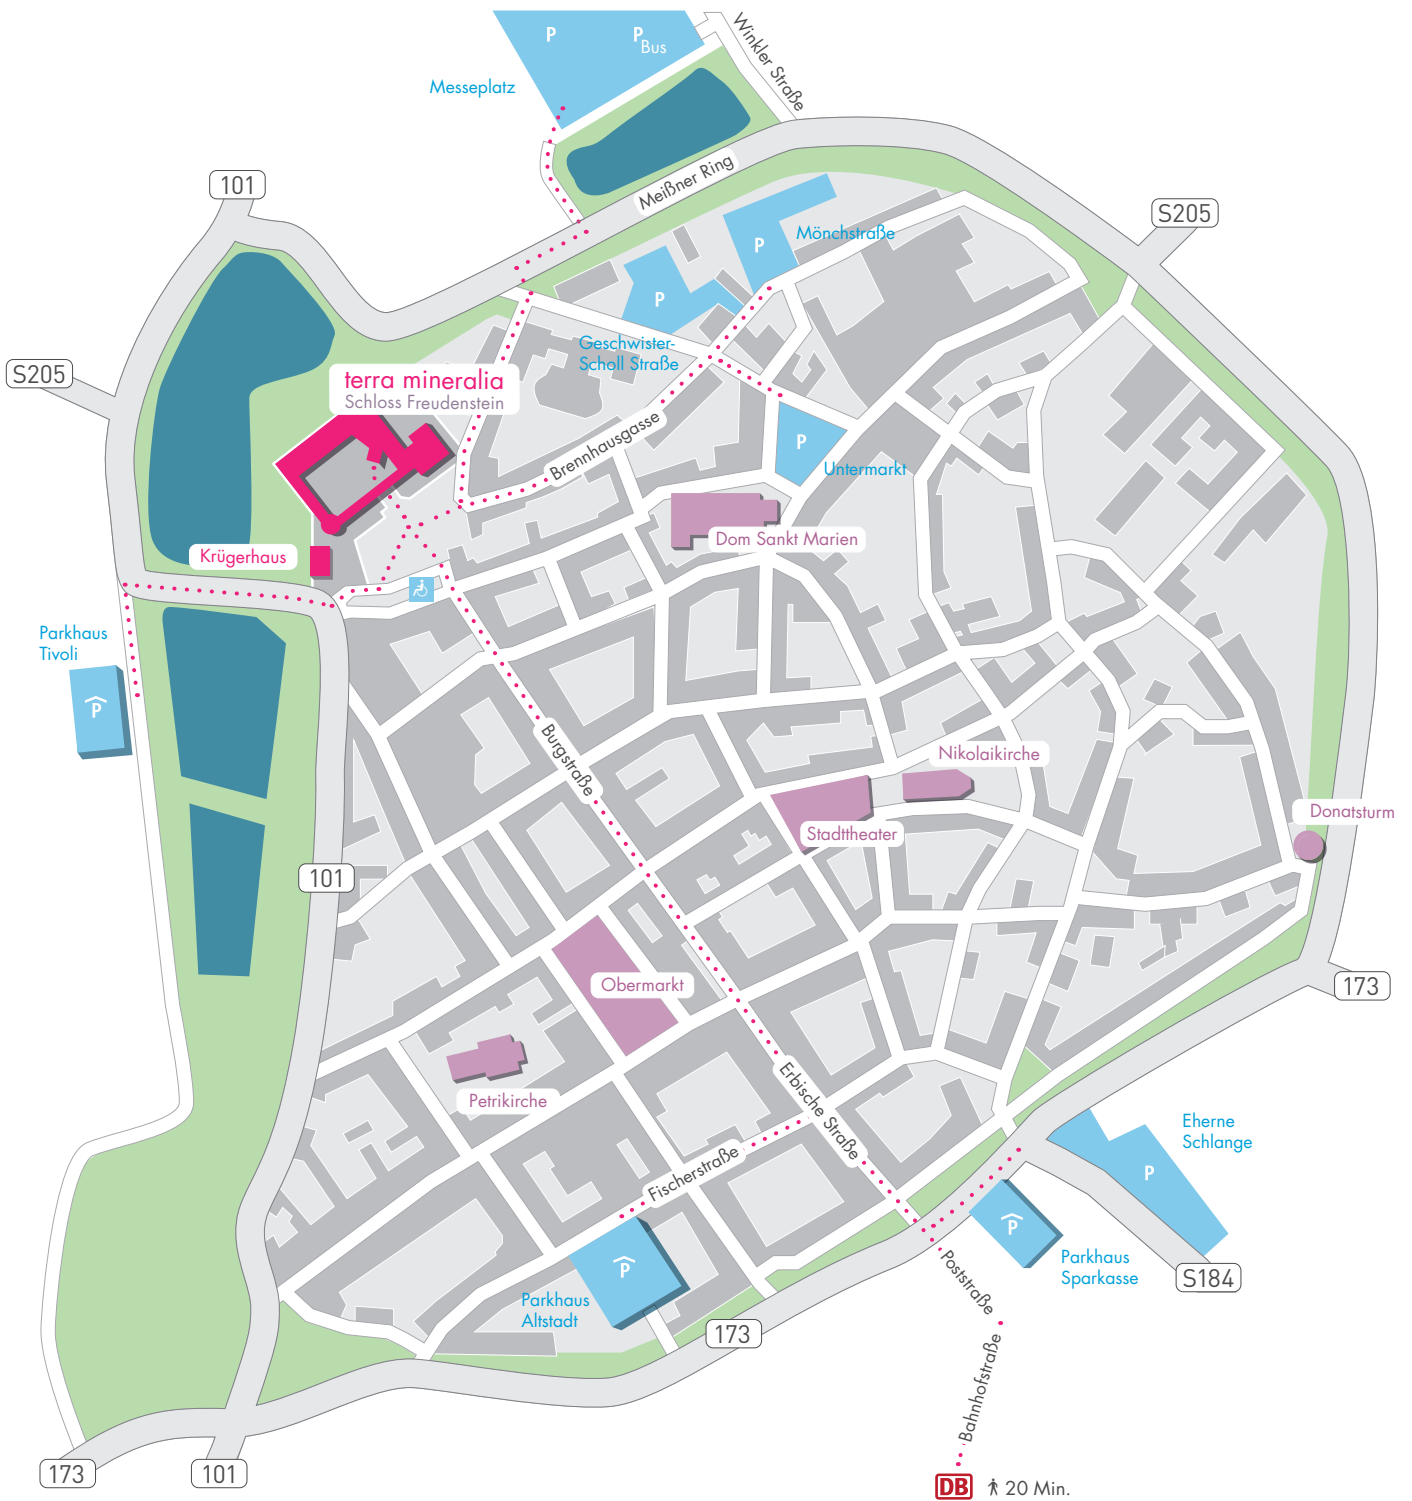 P
P
Bus
Winkler Straße
Messeplatz
Meißner Ring
101
S205
Mönchstraße
P
P
Geschwister-
Scholl Straße
S205
terra mineralia
Schloss Freudenstein
Brennhausgasse
P
Untermarkt
Dom Sankt Marien
Krügerhaus
Parkhaus
Tivoli
P
Burgstraße
Nikolaikirche
Stadttheater
Donatsturm
101
Obermarkt
173
Petrikirche
Erbische Straße
Eherne
Schlange
P
Fischerstraße
P
Parkhaus
Sparkasse
S184
P
Parkhaus
Altstadt
Poststraße
173
Bahnhofstraße
173
101
DB
20 Min.